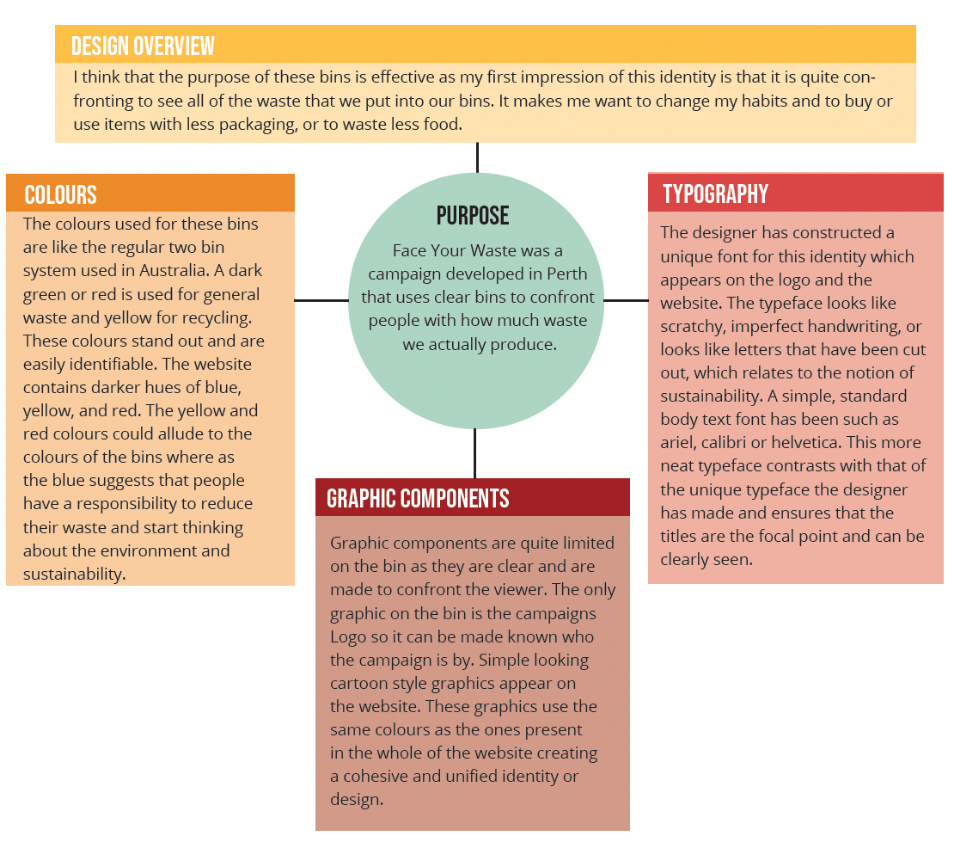 DESIGN OVERVIEW
I think that the purpose of these bins is effective as my first impression of this identity is that it is quite con-
fronting to see all of the waste that we put into our bins. It makes me want to change my habits and to buy or
use items with less packaging, or to waste less food.
COLOURS
The colours used for these bins
are like the regular two bin
system used in Australia. A dark
green or red is used for general
waste and yellow for recycling.
These colours stand out and are
easily identifiable. The website
contains darker hues of blue,
yellow, and red. The yellow and
red colours could allude to the
colours of the bins where as
the blue suggests that people
have a responsibility to reduce
their waste and start thinking
about the environment and
sustainability.
PURPOSE
Face Your Waste was a
campaign developed in Perth
that uses clear bins to confront
people with how much waste
we actually produce.
TYPOGRAPHY
The designer has constructed a
unique font for this identity which
appears on the logo and the
website. The typeface looks like
scratchy, imperfect handwriting, or
looks like letters that have been cut
out, which relates to the notion of
sustainability. A simple, standard
body text font has been such as
ariel, calibri or helvetica. This more
neat typeface contrasts with that of
the unique typeface the designer
has made and ensures that the
titles are the focal point and can be
clearly seen.
GRAPHIC COMPONENTS
Graphic components are quite limited
on the bin as they are clear and are
made to confront the viewer. The only
graphic on the bin is the campaigns
Logo so it can be made known who
the campaign is by. Simple looking
cartoon style graphics appear on
the website. These graphics use the
same colours as the ones present
in the whole of the website creating
a cohesive and unified identity or
design.